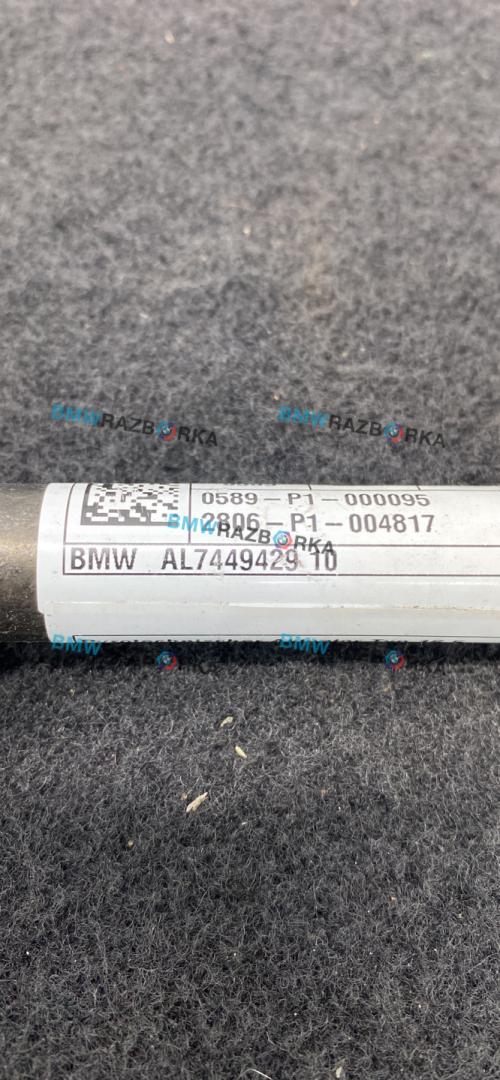 BMWRAZBORKA
BMWRAZBORKA
0589-P1-000095
2806-P1-004817
BMWRAZBORKA
BMW AL7449429 10
BMW
BMW